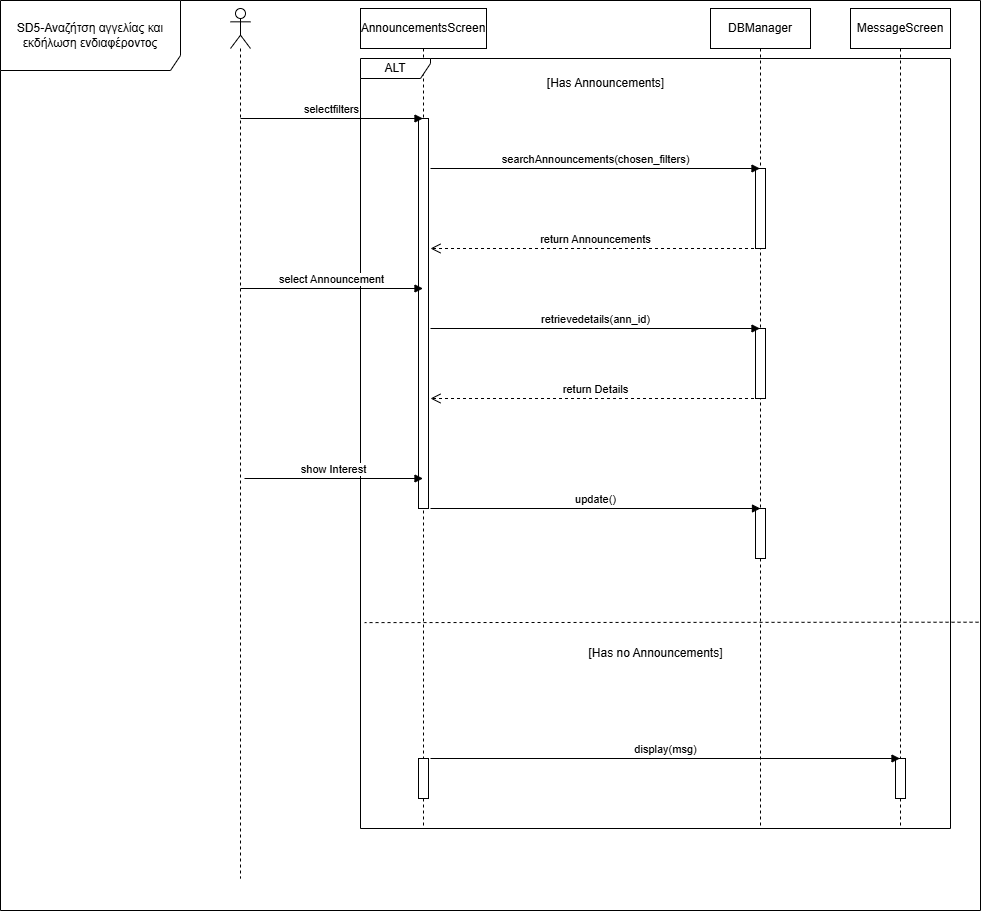 SD5-Αναζήτση αγγελίας και
εκδήλωση ενδιαφέροντος
AnnouncementsScreen
DBManager
MessageScreen
ALT
[Has Announcements]
selectfilters
searchAnnouncements(chosen_filters)
return Announcements
select Announcement
retrievedetails(ann_id)
return Details
show Interest
update()
[Has no Announcements]
display(msg)